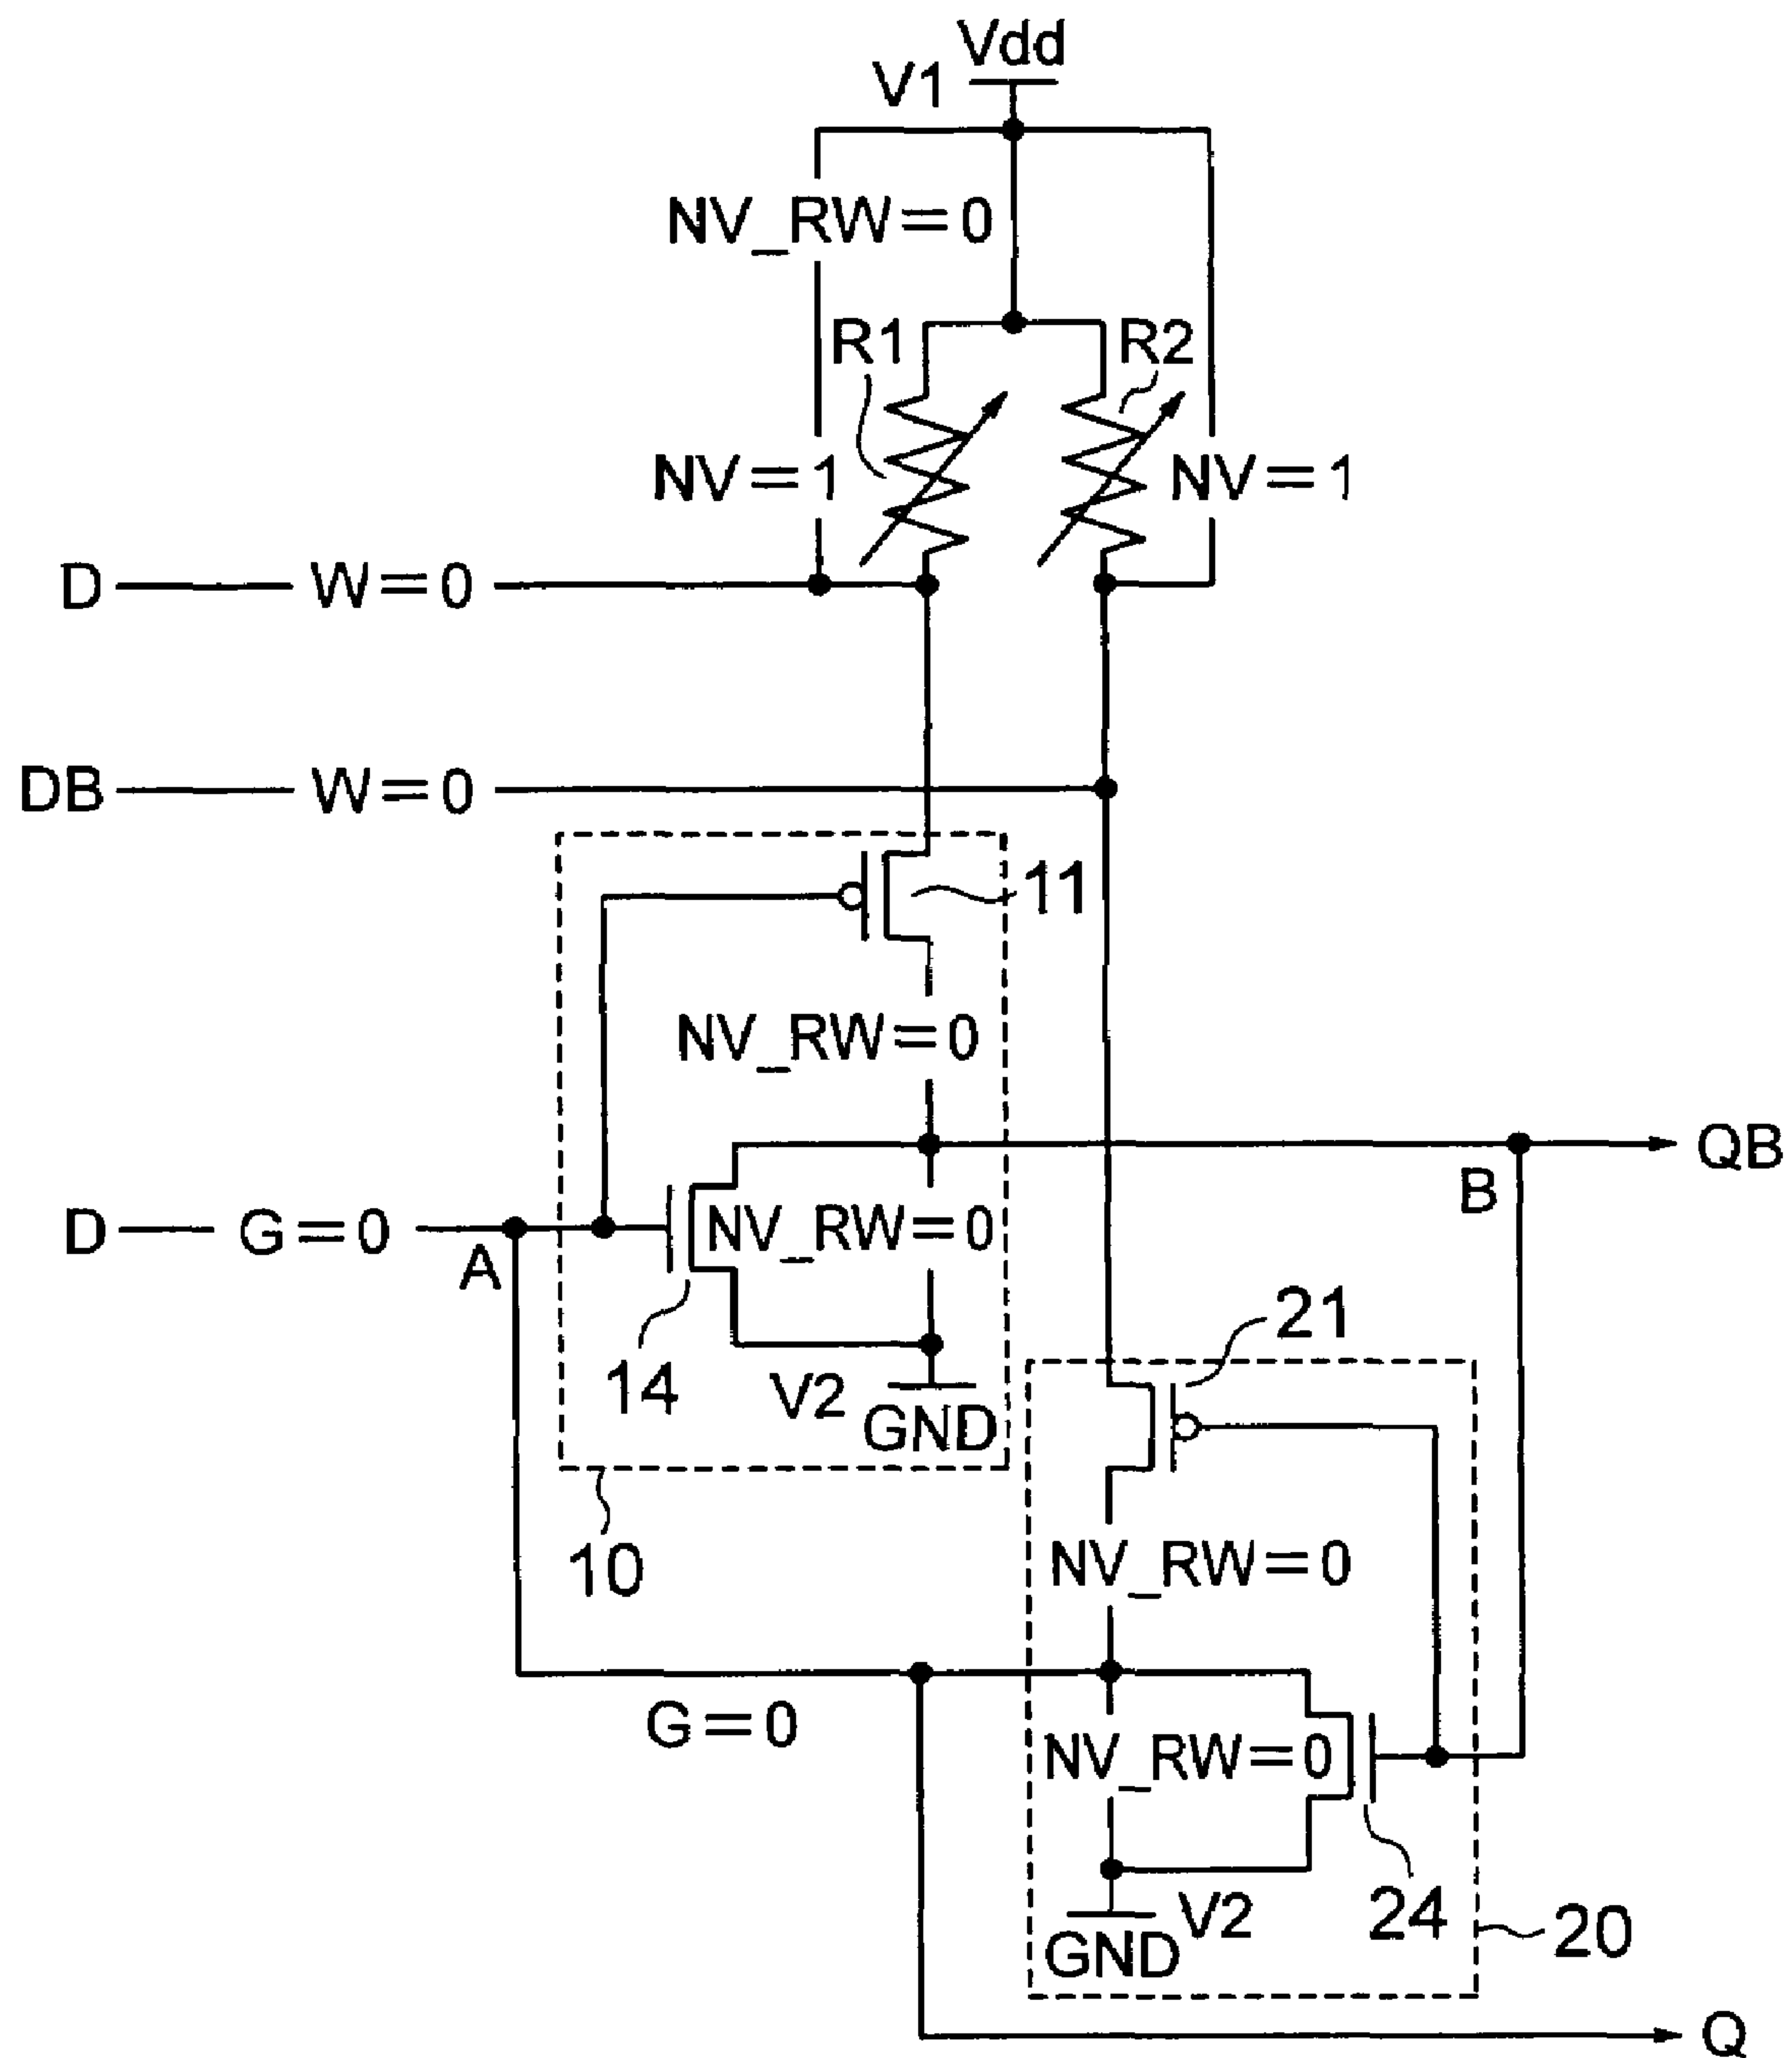 Vdd
V1
NV_RW=0
R1
R2
NV=1
NV=1
D
W=0
DB
W=0
11
NV_RW=0
QB
B
D
G=0
NV_RW=0
A
21
14
V2
GND
10
NV_RW=0
G=0
NV_RW=0
24
V2
20
GND
Q